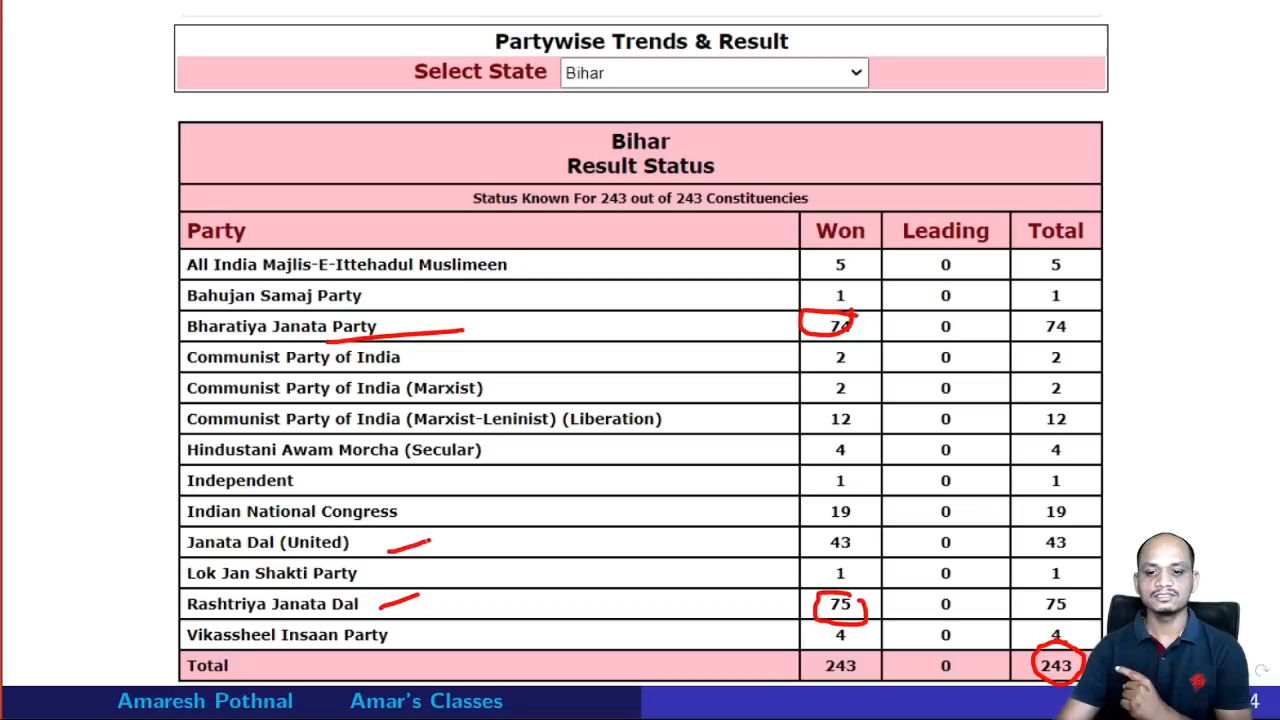 Partywise Trends & Result
Select State Bihar
Bihar
Result Status
Status Known For 243 out of 243 Constituencies
Party Won Leading Total
All India Majlis-E-Ittehadul Muslimeen 5 0 5
Bahujan Samaj Party 1 0 1
Bharatiya Janata Party 74 0 74
Communist Party of India 2 0 2
Communist Party of India (Marxist) 2 0 2
Communist Party of India (Marxist-Leninist) (Liberation) 12 0 12
Hindustani Awam Morcha (Secular) 4 0 4
Independent 1 0 1
Indian National Congress 19 0 19
Janata Dal (United) 43 0 43
Lok Jan Shakti Party 1 0 1
Rashtriya Janata Dal 75 0 75
Vikassheel Insaan Party 4 0 4
Total 243 0 243
Amaresh Pothnal Amar's Classes 4